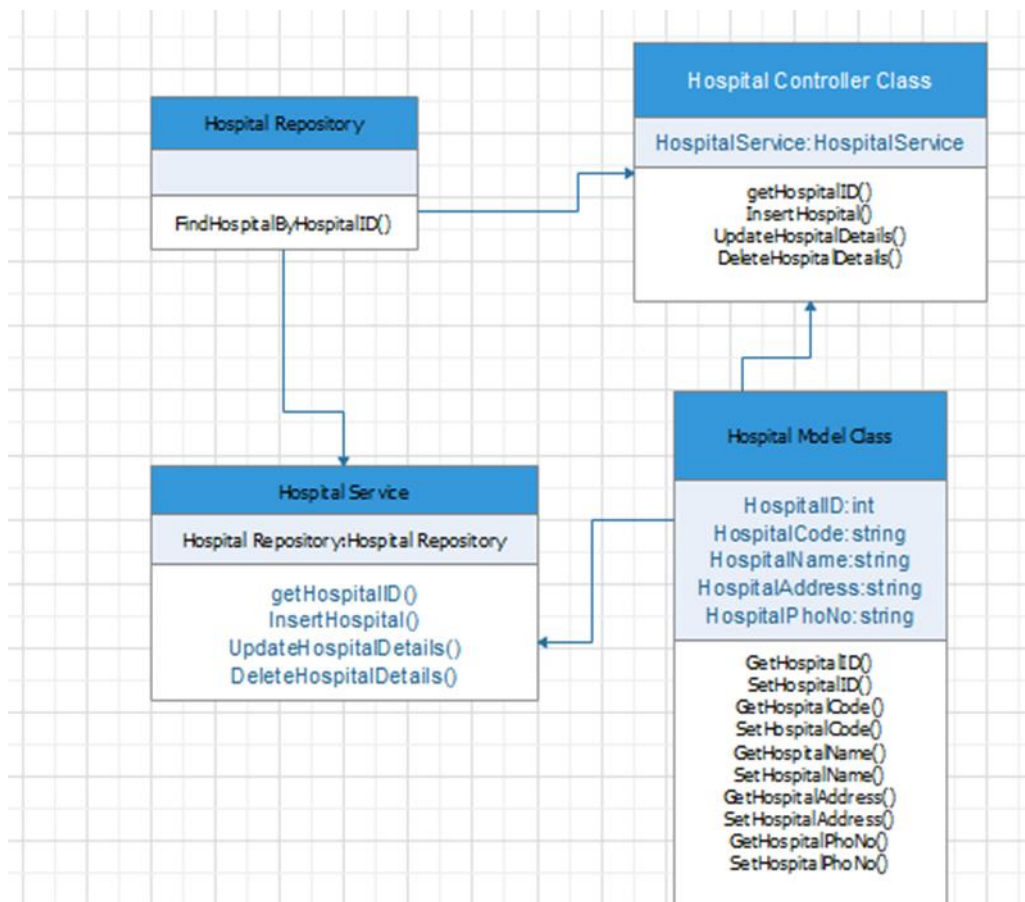 Hospital Repository
FindHospitalByHospitalID()
Hospital Controller Class
HospitalService:HospitalService
getHospitalID()
InsertHospital()
UpdateHospitalDetails()
DeleteHospitalDetails()
Hospital Service
Hospital Repository:Hospital Repository
getHospitalID()
InsertHospital()
UpdateHospitalDetails()
DeleteHospitalDetails()
Hospital Model Class
HospitalID:int
HospitalCode:string
HospitalName:string
HospitalAddress:string
HospitalPhoNo:string
GetHospitalID()
SetHospitalID()
GetHospitalCode()
SetHospitalCode()
GetHospitalName()
SetHospitalName()
GetHospitalAddress()
SetHospitalAddress()
GetHospitalPhoNo()
SetHospitalPhoNo()